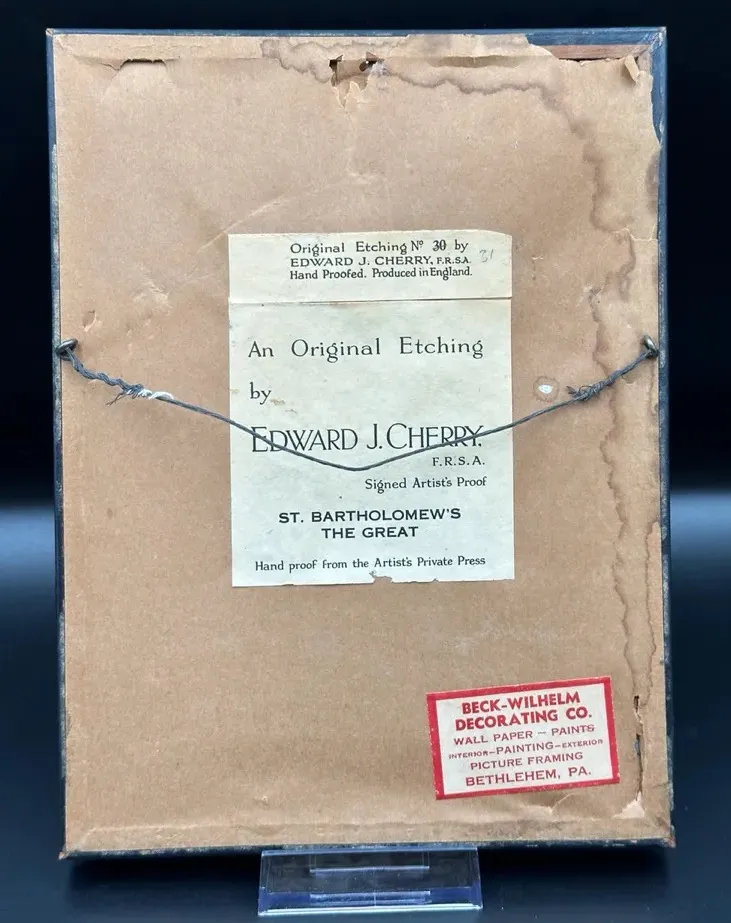 Original Etching Nº 30 by
31
EDWARD J. CHERRY, F.R.S.A.
Hand Proofed. Produced in England.
An Original Etching
by
EDWARD J. CHERRY.
F.R.S.A.
Signed Artist's Proof
ST. BARTHOLOMEW'S
THE GREAT
Hand proof from the Artist's Private Press
BECK-WILHELM
DECORATING CO.
WALL PAPER - PAINTS
INTERIOR-PAINTING-EXTERIOR
PICTURE FRAMING
BETHLEHEM, PA.